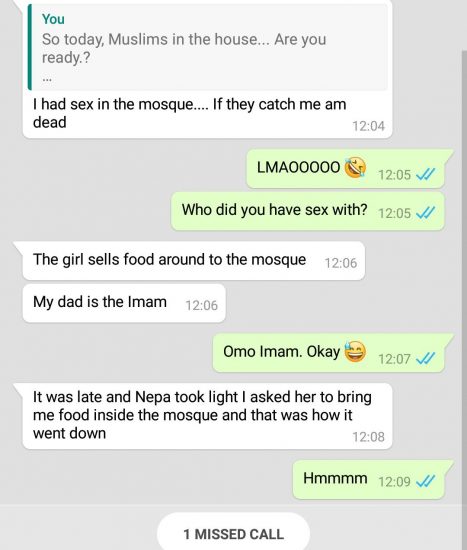 You
So today, Muslims in the house... Are you
ready.?
...
I had sex in the mosque.... If they catch me am
dead
12:04
LMAOOOOO 🤣 12:05
Who did you have sex with? 12:05
The girl sells food around to the mosque 12:06
My dad is the Imam 12:06
Omo Imam. Okay 😅 12:07
It was late and Nepa took light I asked her to bring
me food inside the mosque and that was how it
went down
12:08
Hmmmm 12:09
1 MISSED CALL